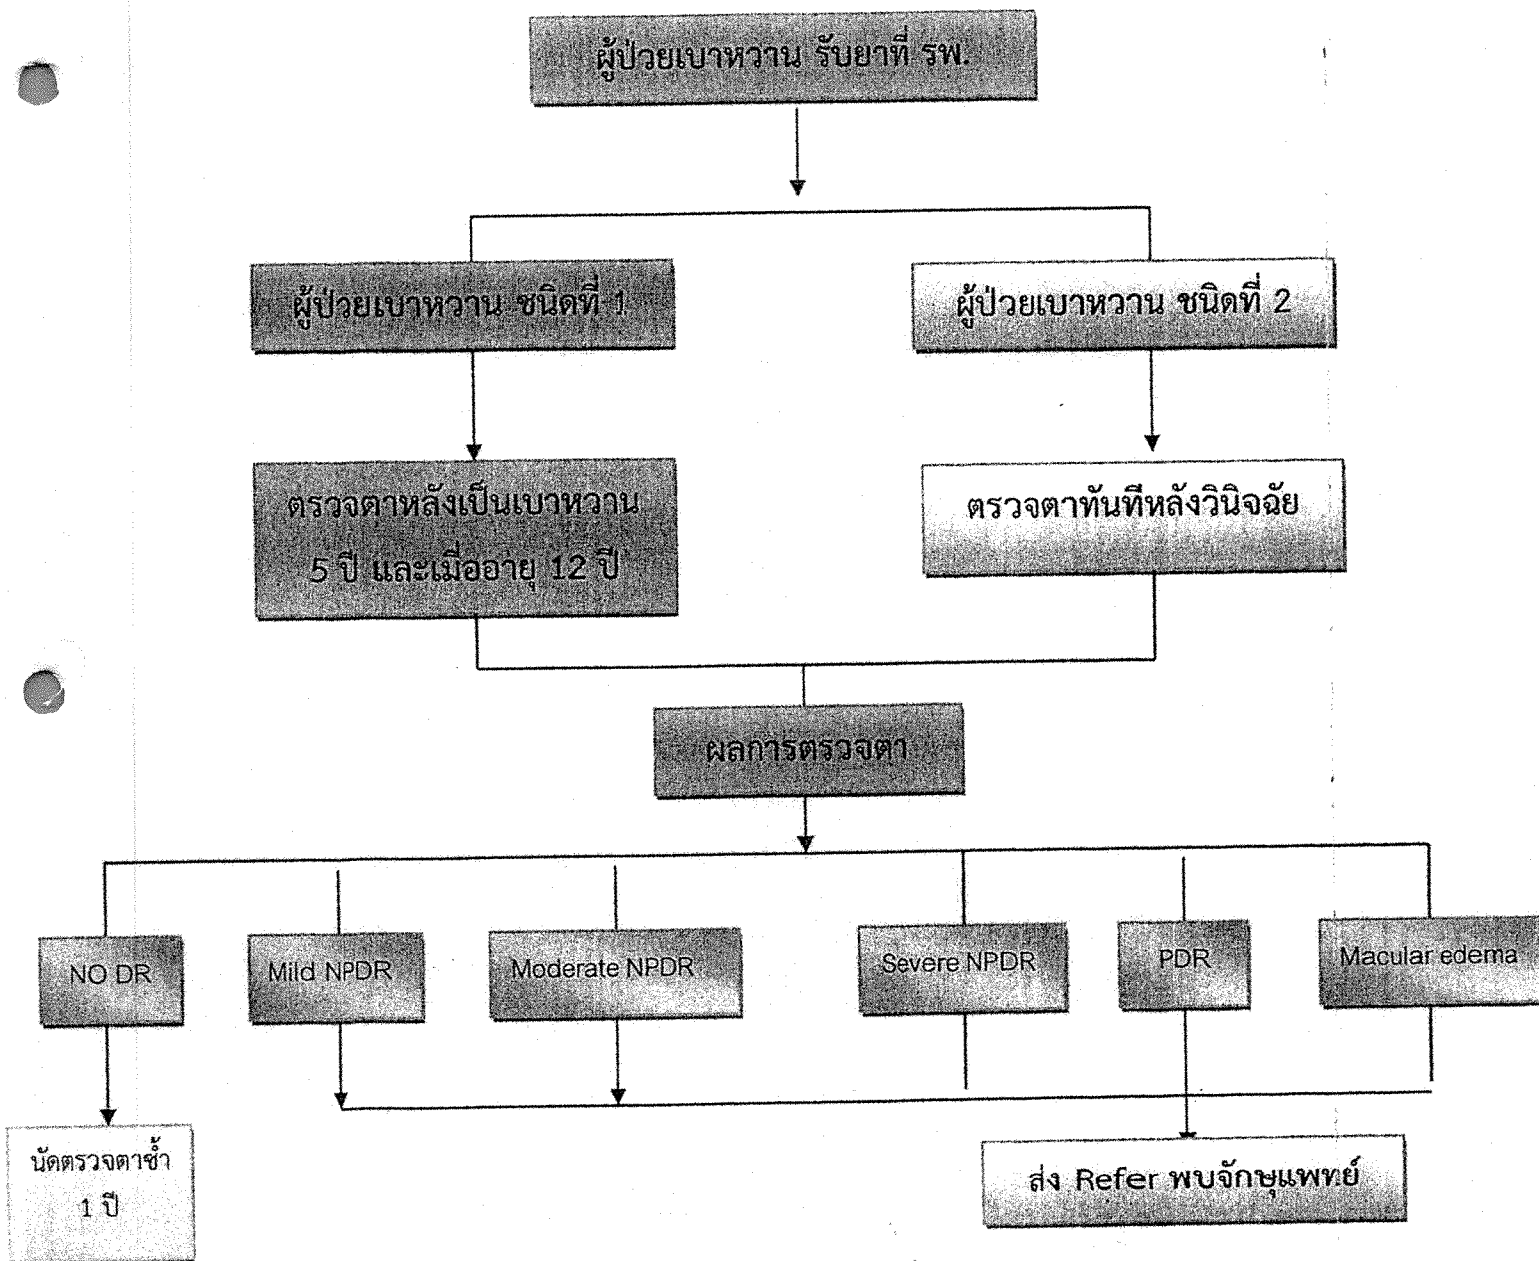 ผู้ป่วยเบาหวาน รับยาที่ รพ.
ผู้ป่วยเบาหวาน ชนิดที่ 1
ผู้ป่วยเบาหวาน ชนิดที่ 2
ตรวจตาหลังเป็นเบาหวาน
5 ปี และเมื่ออายุ 12 ปี
ตรวจตาทันทีหลังวินิจฉัย
ผลการตรวจตา
NO DR
Mild NPDR
Moderate NPDR
Severe NPDR
PDR
Macular edema
นัดตรวจตาซ้ำ
1 ปี
ส่ง Refer พบจักษุแพทย์